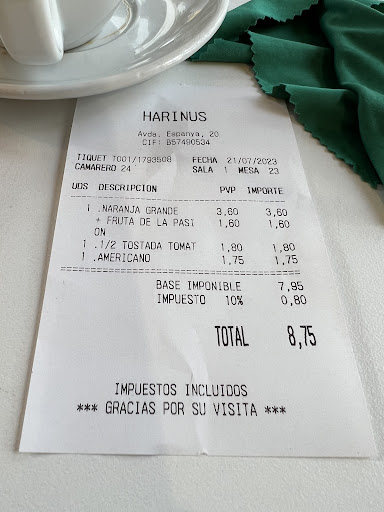 HARINUS
Avda. Espanya, 20
CIF: B57490534
TIQUET T001/1793508 FECHA 21/07/2023
CAMARERO 24 SALA 1 MESA 23
UDS DESCRIPCION PVP IMPORTE
1 .NARANJA GRANDE 3,60 3,60
+ FRUTA DE LA PASI 1,60 1,60
ON
1 .1/2 TOSTADA TOMAT 1,80 1,80
1 .AMERICANO 1,75 1,75
BASE IMPONIBLE 7,95
IMPUESTO 10% 0,80
TOTAL 8,75
IMPUESTOS INCLUIDOS
*** GRACIAS POR SU VISITA ***